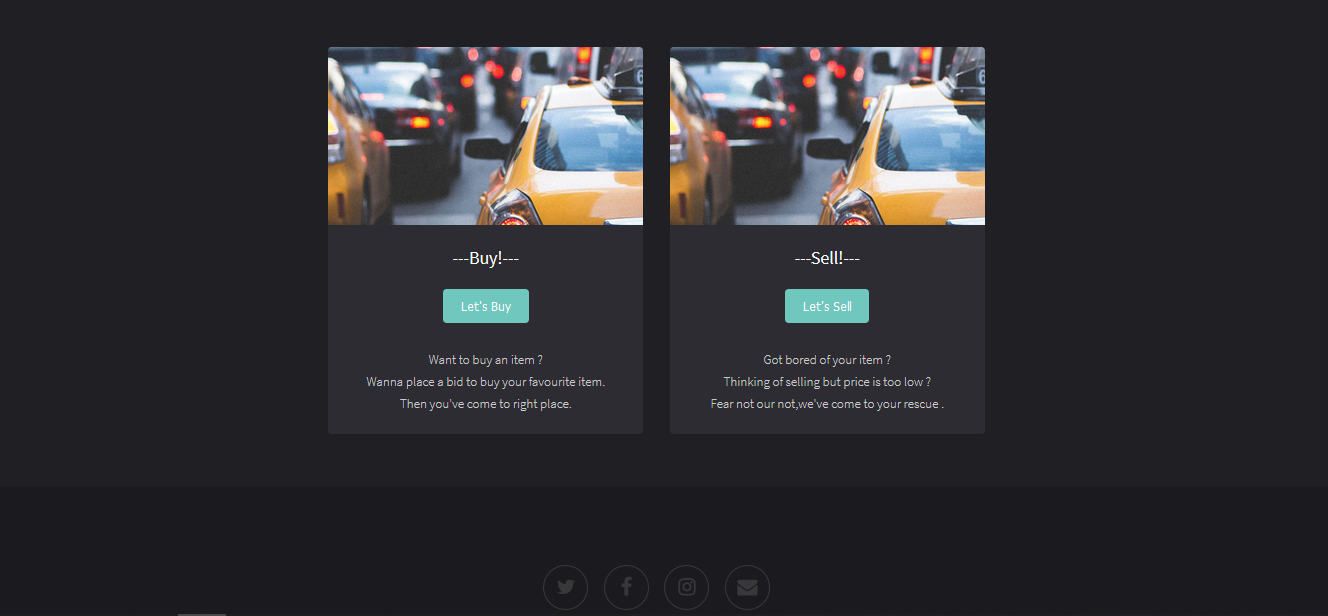 ---Buy!---
Let's Buy
Want to buy an item ?
Wanna place a bid to buy your favourite item.
Then you've come to right place.
---Sell!---
Let's Sell
Got bored of your item ?
Thinking of selling but price is too low ?
Fear not our not,we've come to your rescue .